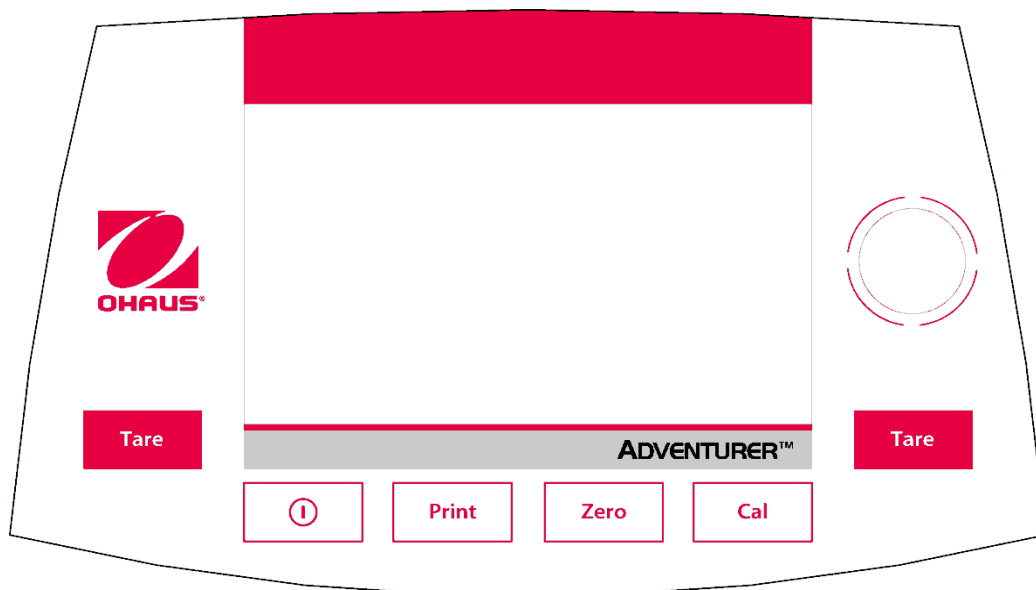 OHAUS®
Tare
Tare
ADVENTURER™
Print
Zero
Cal